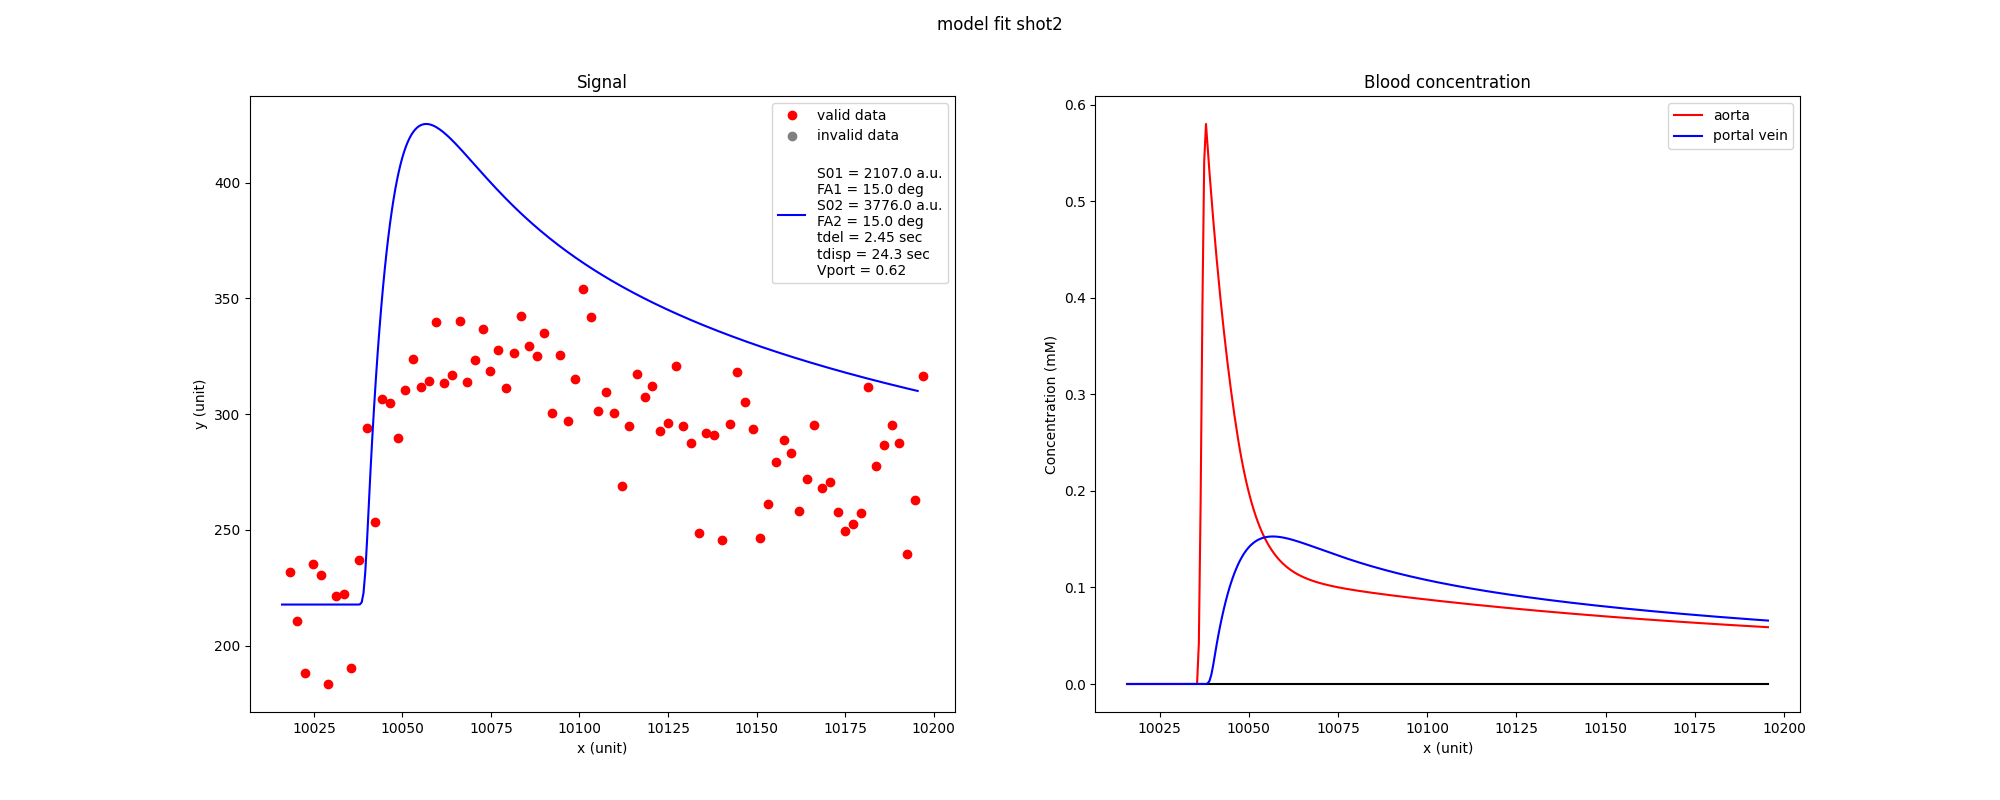 model fit shot2
Signal
valid data
invalid data
S01 = 2107.0 a.u.
FA1 = 15.0 deg
S02 = 3776.0 a.u.
FA2 = 15.0 deg
tdel = 2.45 sec
tdisp = 24.3 sec
Vport = 0.62
400
350
300
250
200
y (unit)
10025 10050 10075 10100 10125 10150 10175 10200
x (unit)
Blood concentration
aorta
portal vein
0.6
0.5
0.4
0.3
0.2
0.1
0.0
Concentration (mM)
10025 10050 10075 10100 10125 10150 10175 10200
x (unit)